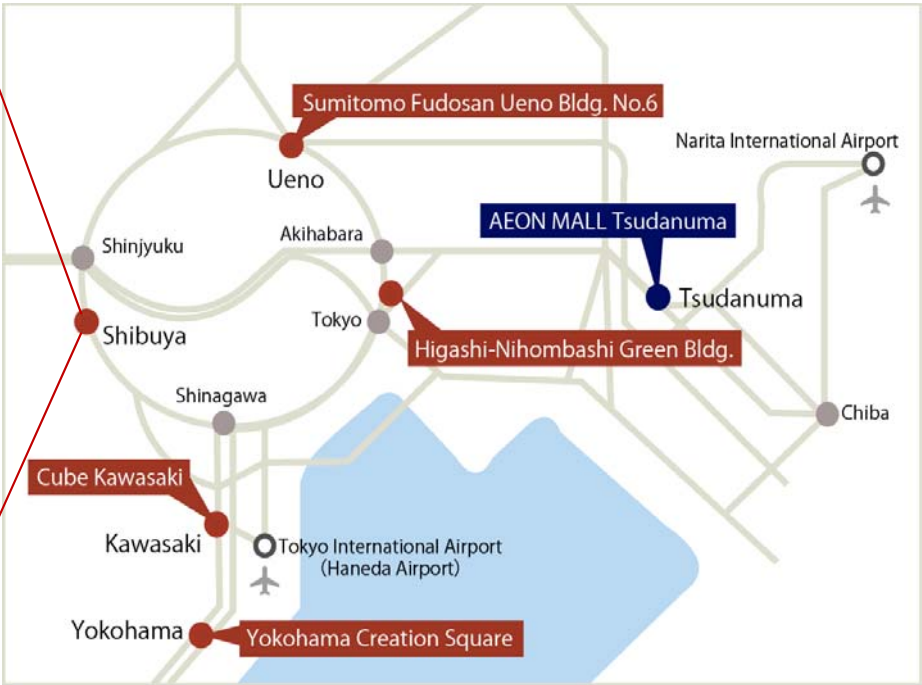 Sumitomo Fudosan Ueno Bldg. No.6
Narita International Airport
Ueno
AEON MALL Tsudanuma
Akihabara
Shinjyuku
Tsudanuma
Tokyo
Shibuya
Higashi-Nihombashi Green Bldg.
Shinagawa
Chiba
Cube Kawasaki
Kawasaki
Tokyo International Airport
(Haneda Airport)
Yokohama
Yokohama Creation Square